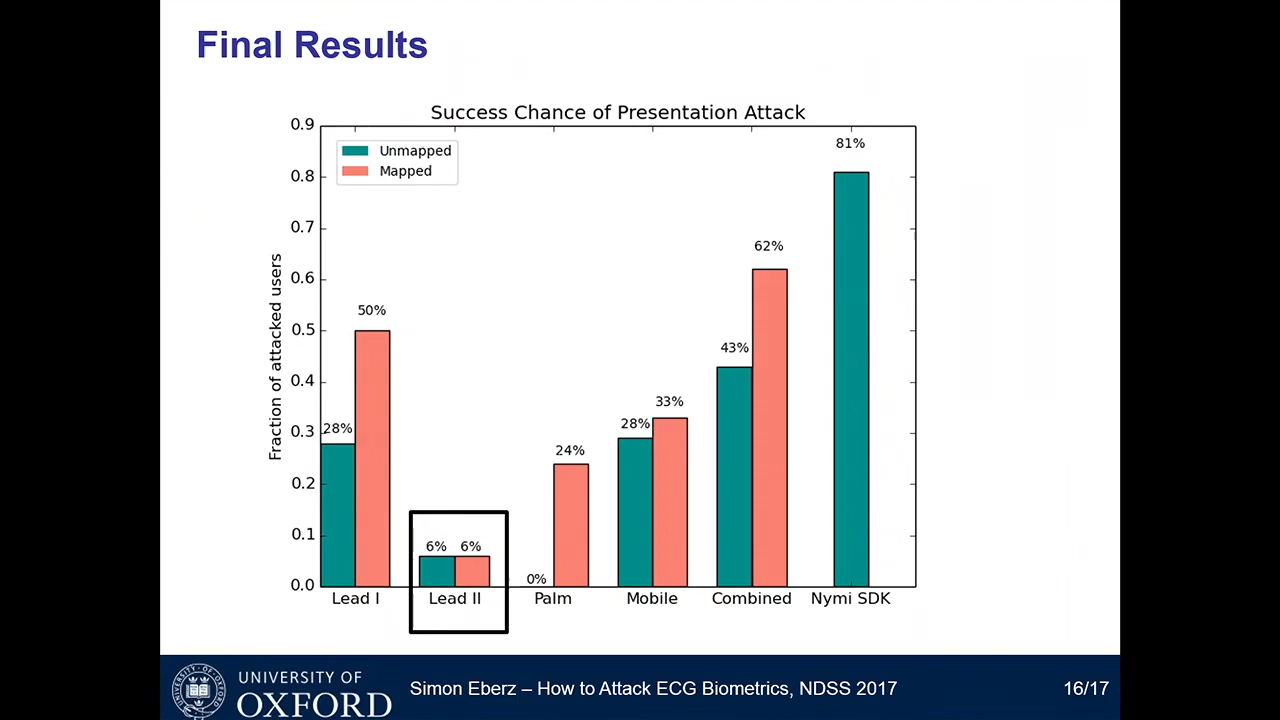 Final Results
Success Chance of Presentation Attack
Unmapped
Mapped
Fraction of attacked users
0.9
0.8
0.7
0.6
0.5
0.4
0.3
0.2
0.1
0.0
28%
50%
6%
6%
0%
24%
28%
33%
43%
62%
81%
Lead I
Lead II
Palm
Mobile
Combined
Nymi SDK
UNIVERSITY OF
OXFORD
Simon Eberz – How to Attack ECG Biometrics, NDSS 2017
16/17